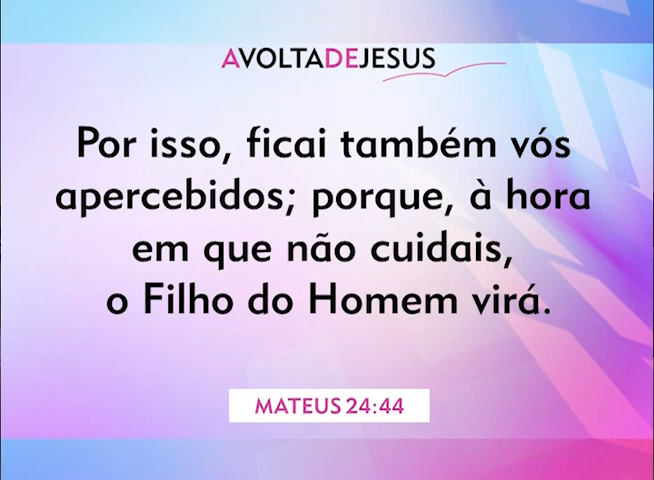 AVOLTADEJESUS
Por isso, ficai também vós
apercebidos; porque, à hora
em que não cuidais,
o Filho do Homem virá.
MATEUS 24:44